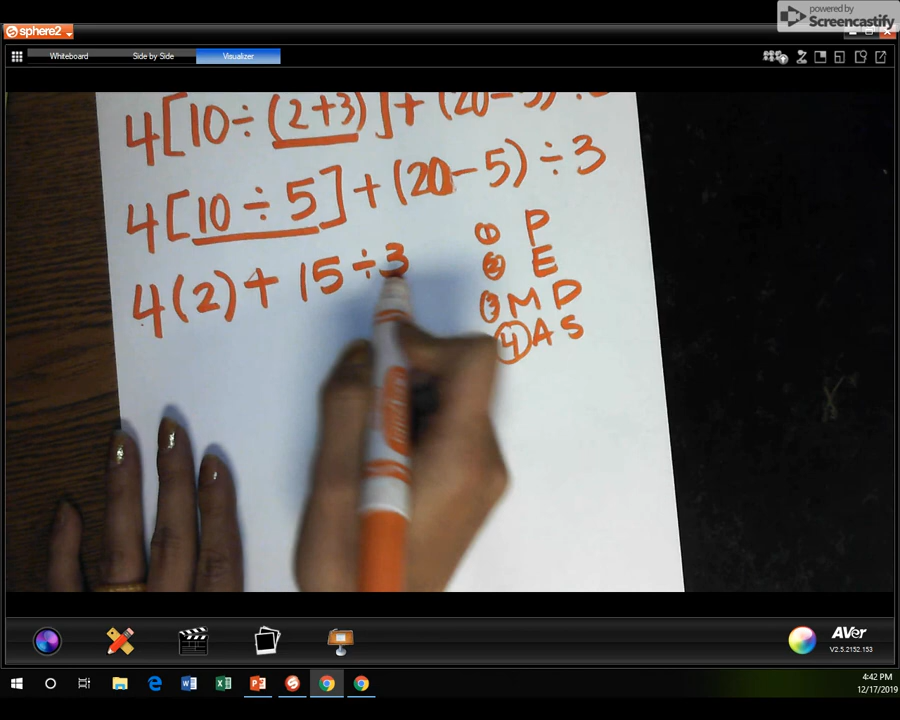 powered by
Screencastify
sphere2
Whiteboard Side by Side Visualizer
4[10÷(2+3)]+(20−5)÷3
4[10÷5]+(20−5)÷3
4(2)+15÷3
① P
② E
③ M D
④ A S
AVer
V2.5.2152.153
4:42 PM
12/17/2019